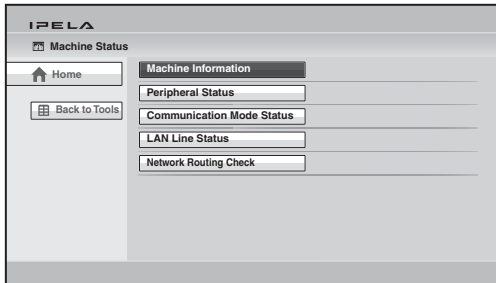 IPELA
Machine Status
Home
Back to Tools
Machine Information
Peripheral Status
Communication Mode Status
LAN Line Status
Network Routing Check